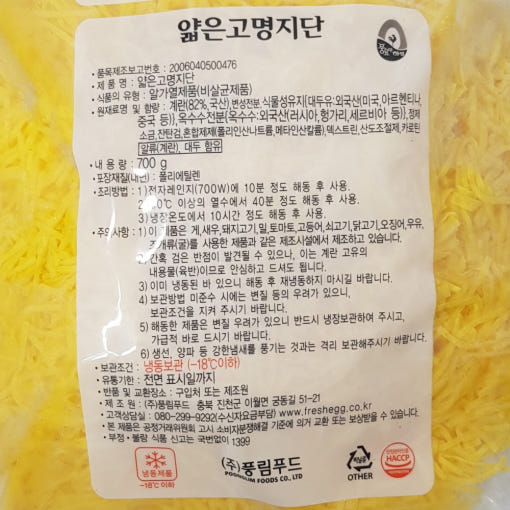 얇은고명지단
• 품목제조보고번호 : 2006040500476
• 제 품 명 : 얇은고명지단
• 식품의 유형 : 알가열제품(비살균제품)
• 원재료명 및 함량 : 계란(82%, 국산), 변성전분, 식물성유지(대두유:외국산(미국,아르헨티나,
중국 등)},옥수수전분(옥수수:외국산(러시아,헝가리,세르비아 등)},정제
소금,잔탄검,혼합제제(폴리인산나트륨,메타인산칼륨),덱스트린,산도조절제,카로틴
알류(계란), 대두 함유
• 내 용 량 : 700 g
• 포장재질(내면) : 폴리에틸렌
• 조리방법 : 1)전자레인지(700W)에 10분 정도 해동 후 사용.
0℃ 이상의 열수에서 40분 정도 해동 후 사용.
3)냉장온도에서 10시간 정도 해동 후 사용.
• 주의사항 : 1)이 제품은 게,새우,돼지고기,밀,토마토,고등어,쇠고기,닭고기,오징어,우유,
조개류(굴)를 사용한 제품과 같은 제조시설에서 제조하고 있습니다.
2)간혹 검은 반점이 발견될 수 있으나, 이는 계란 고유의
내용물(육반)이므로 안심하고 드셔도 됩니다.
3) 이미 냉동된 바 있으니 해동 후 재냉동하지 마시길 바랍니다.
4) 보관방법 미준수 시에는 변질 등의 우려가 있으니,
보관조건을 지켜 주시기 바랍니다.
5) 해동한 제품은 변질 우려가 있으니 반드시 냉장보관하여 주시고,
가급적 바로 드시기 바랍니다.
6) 생선, 양파 등 강한냄새를 풍기는 것과는 격리 보관해주시기 바랍니다.
• 보관조건 : 냉동보관 (-18℃이하)
• 유통기한 : 전면 표시일까지
• 반품 및 교환장소 : 구입처 또는 제조원
• 제 조 원 : (주)풍림푸드 충북 진천군 이월면 궁동길 51-21
• 고객상담실 : 080-299-9292(수신자요금부담) www.freshegg.co.kr
• 본 제품은 공정거래위원회 고시 소비자분쟁해결 기준에 의거 교환 또는 보상받을 수 있습니다.
• 부정·불량 식품 신고는 국번없이 1399
냉동제품
-18℃ 이하
(주)풍림푸드
POONGLIM FOODS CO., LTD
OTHER
HACCP